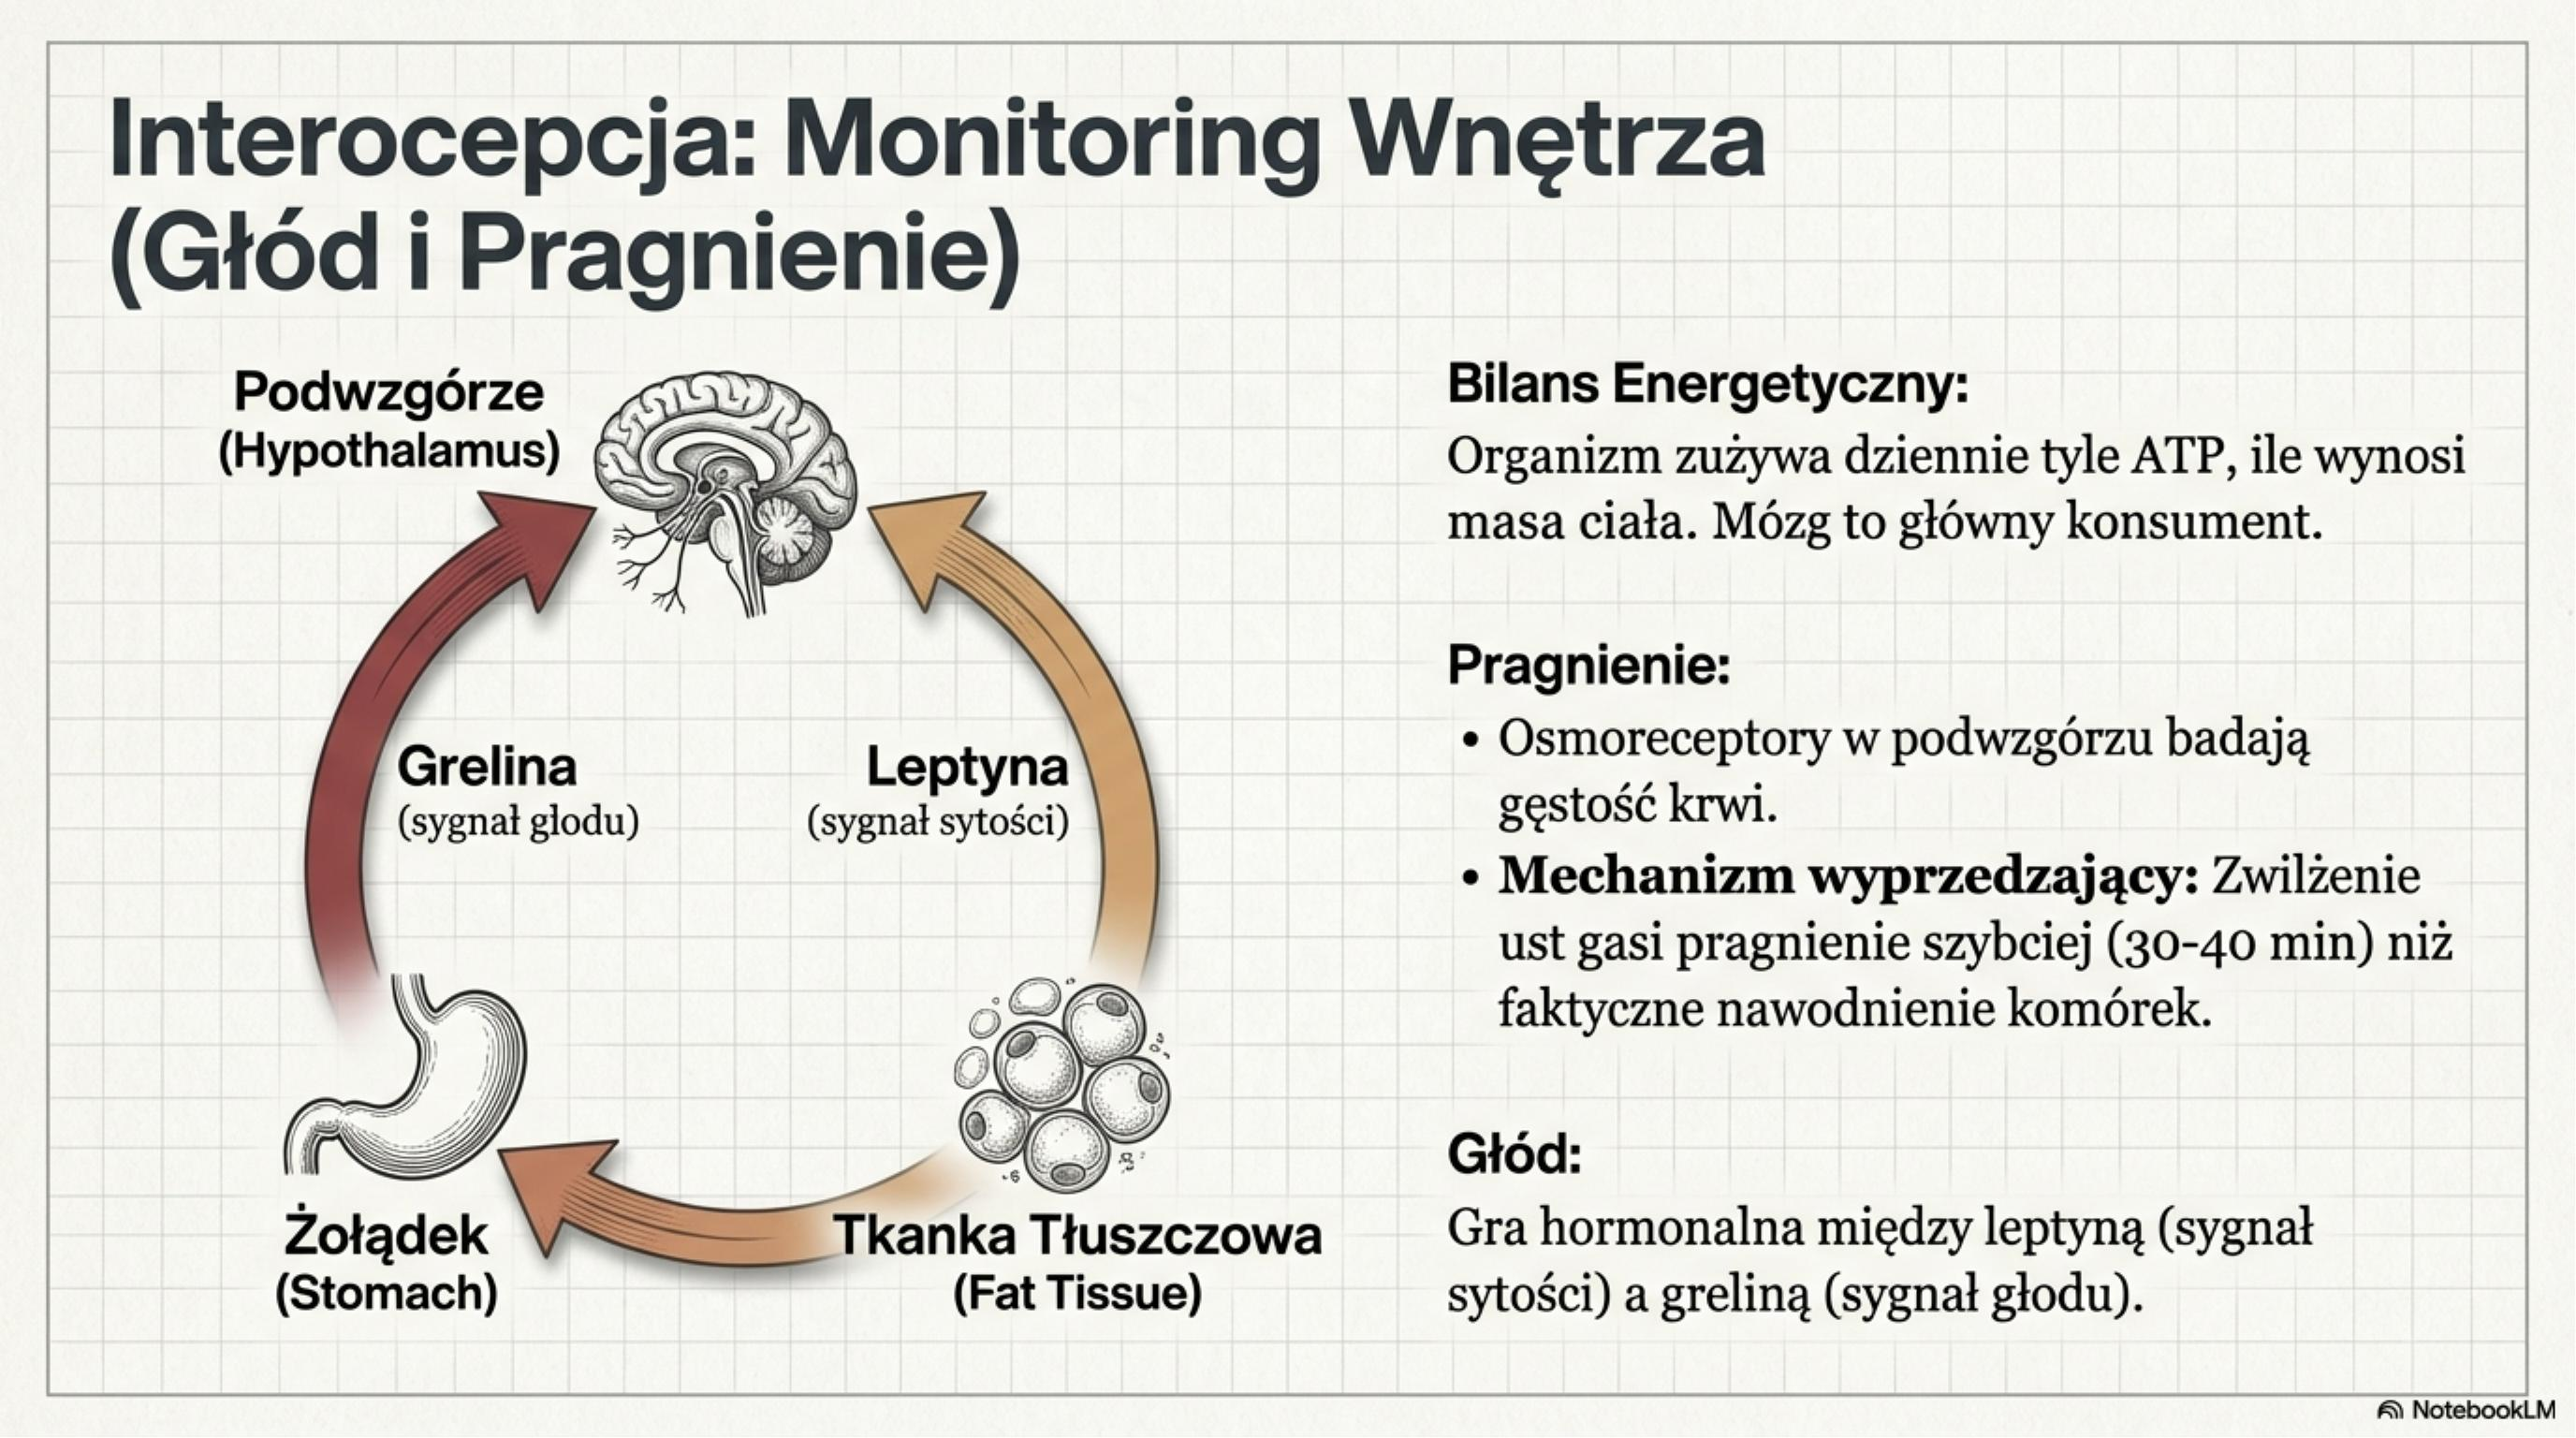 Interocepcja: Monitoring Wnętrza
(Głód i Pragnienie)
Podwzgórze
(Hypothalamus)
Grelina
(sygnał głodu)
Leptyna
(sygnał sytości)
Żołądek
(Stomach)
Tkanka Tłuszczowa
(Fat Tissue)
Bilans Energetyczny:
Organizm zużywa dziennie tyle ATP, ile wynosi
masa ciała. Mózg to główny konsument.
Pragnienie:
• Osmoreceptory w podwzgórzu badają
gęstość krwi.
• Mechanizm wyprzedzający: Zwilżenie
ust gasi pragnienie szybciej (30-40 min) niż
faktyczne nawodnienie komórek.
Głód:
Gra hormonalna między leptyną (sygnał
sytości) a greliną (sygnał głodu).
NotebookLM